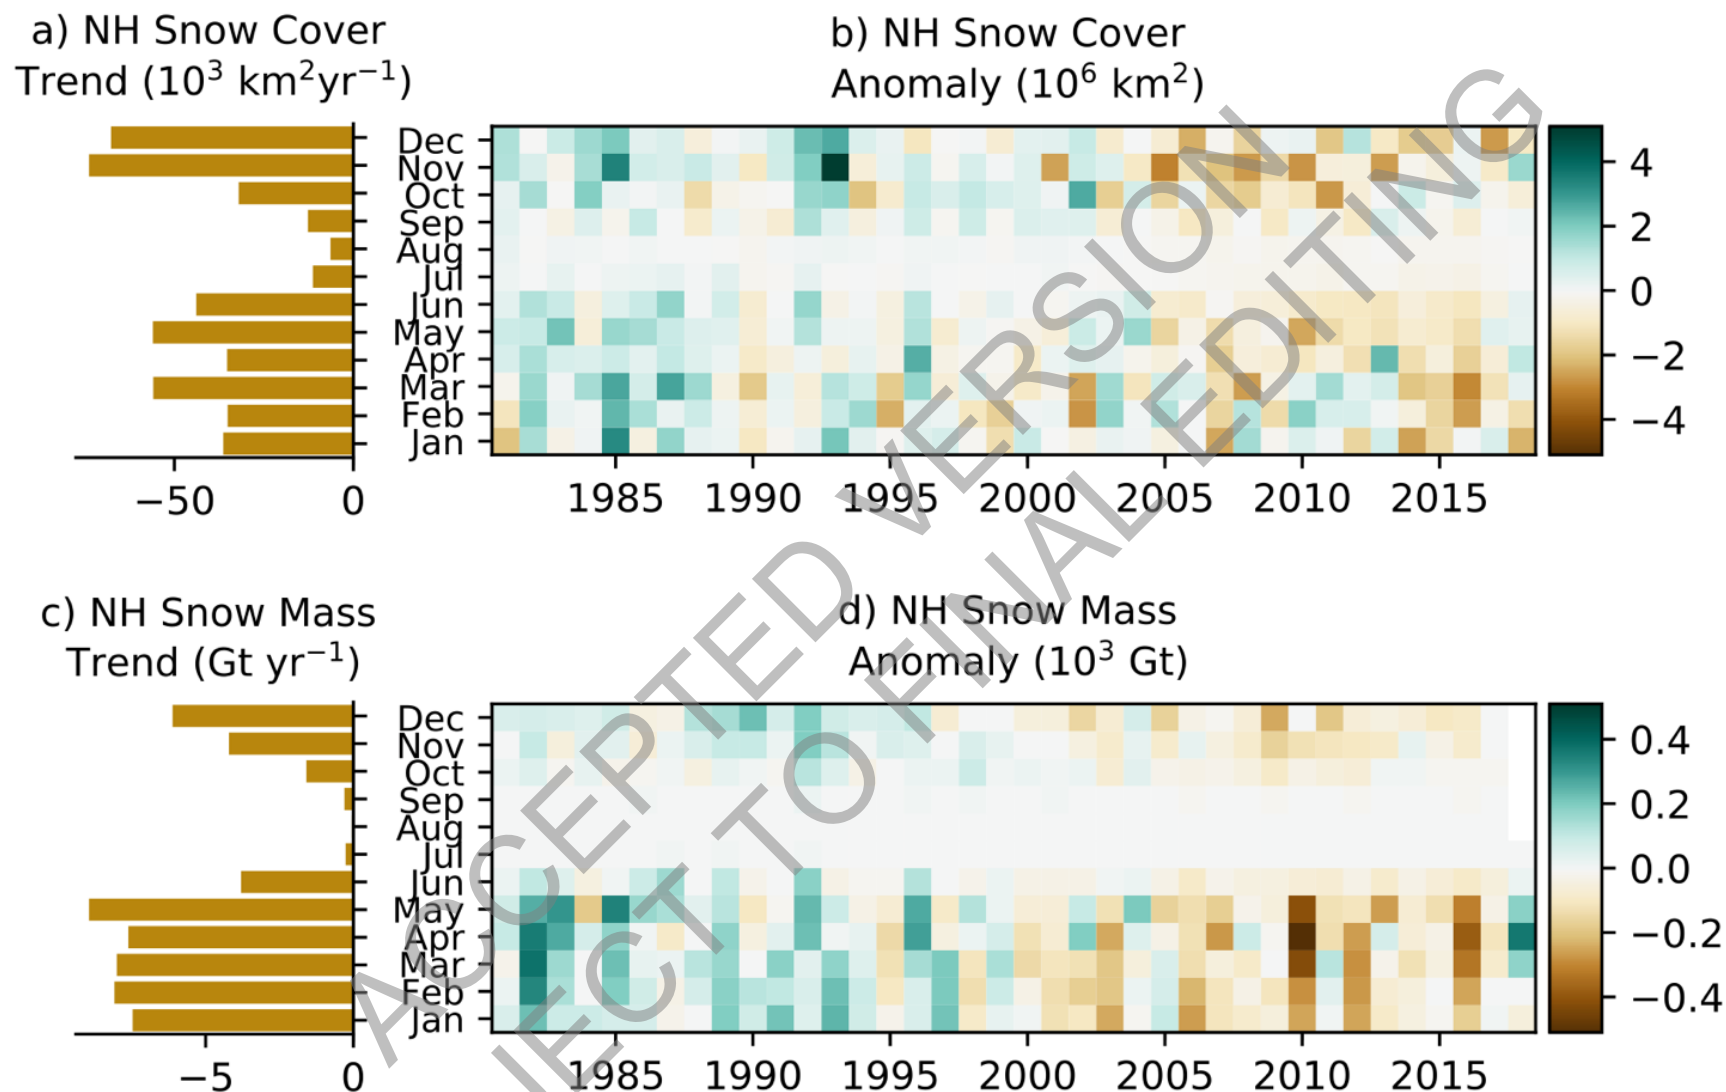 a) NH Snow Cover
Trend (10³ km²yr⁻¹)
b) NH Snow Cover
Anomaly (10⁶ km²)
Dec
Nov
Oct
Sep
Aug
Jul
Jun
May
Apr
Mar
Feb
Jan
−50 0
1985 1990 1995 2000 2005 2010 2015
4
2
0
−2
−4
c) NH Snow Mass
Trend (Gt yr⁻¹)
d) NH Snow Mass
Anomaly (10³ Gt)
Dec
Nov
Oct
Sep
Aug
Jul
Jun
May
Apr
Mar
Feb
Jan
−5 0
1985 1990 1995 2000 2005 2010 2015
0.4
0.2
0.0
−0.2
−0.4
ACCEPTED VERSION
JECT TO FINAL EDITING